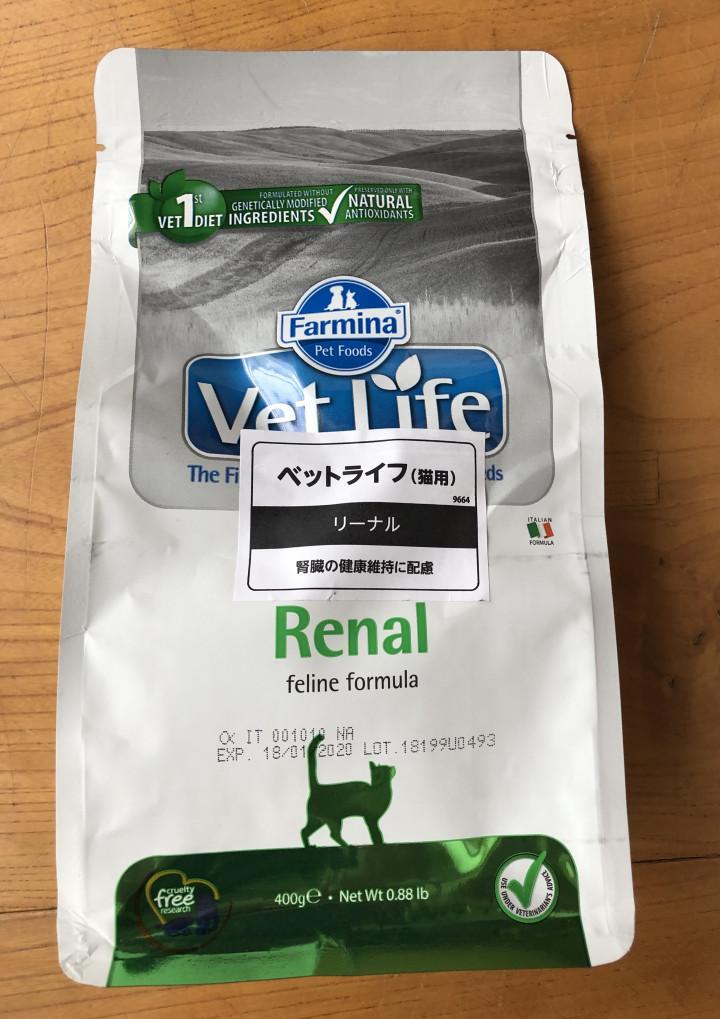 VET 1st DIET
FORMULATED WITHOUT
GENETICALLY MODIFIED
INGREDIENTS
PRESERVED ONLY WITH
NATURAL
ANTIOXIDANTS
Farmina®
Pet Foods
Vet Life
The Fi
ds
ベットライフ(猫用)
9664
リーナル
腎臓の健康維持に配慮
ITALIAN
FORMULA
Renal
feline formula
α IT 001010 NA
EXP. 18/01/2020 LOT.18199U0493
cruelty
free
research
400g℮ • Net Wt 0.88 lb
USE UNDER VETERINARIAN'S ADVICE